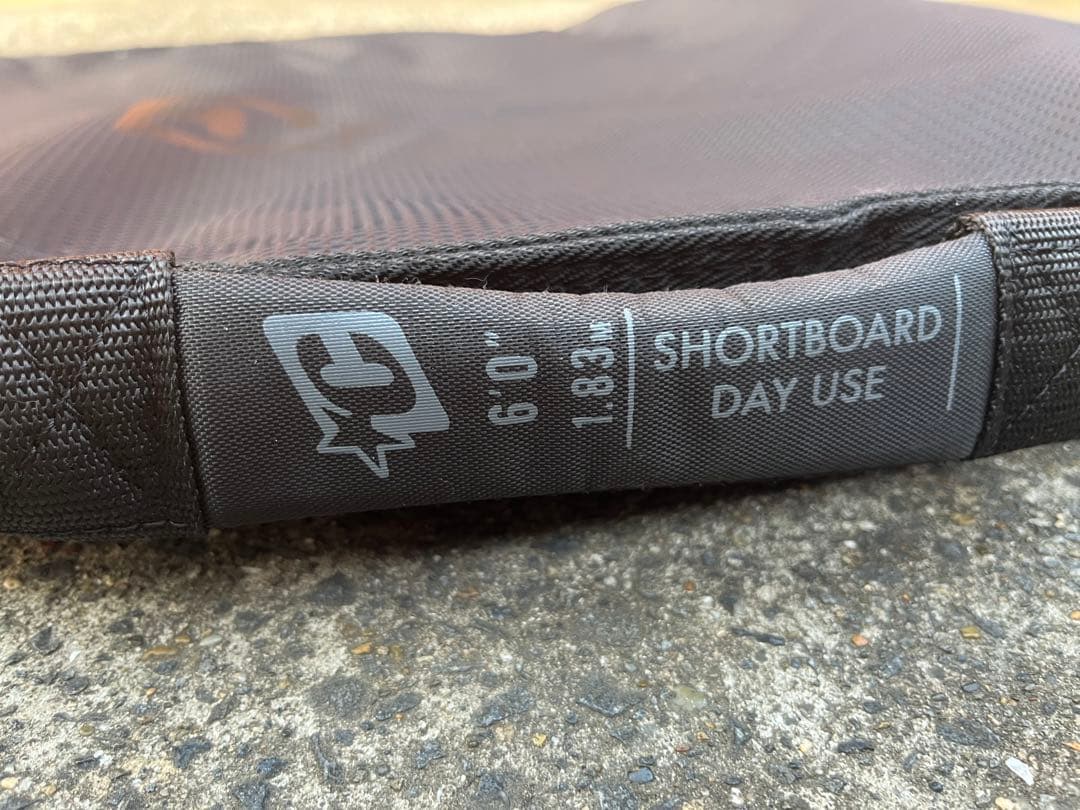 6'0"
1.83M
SHORTBOARD
DAY USE